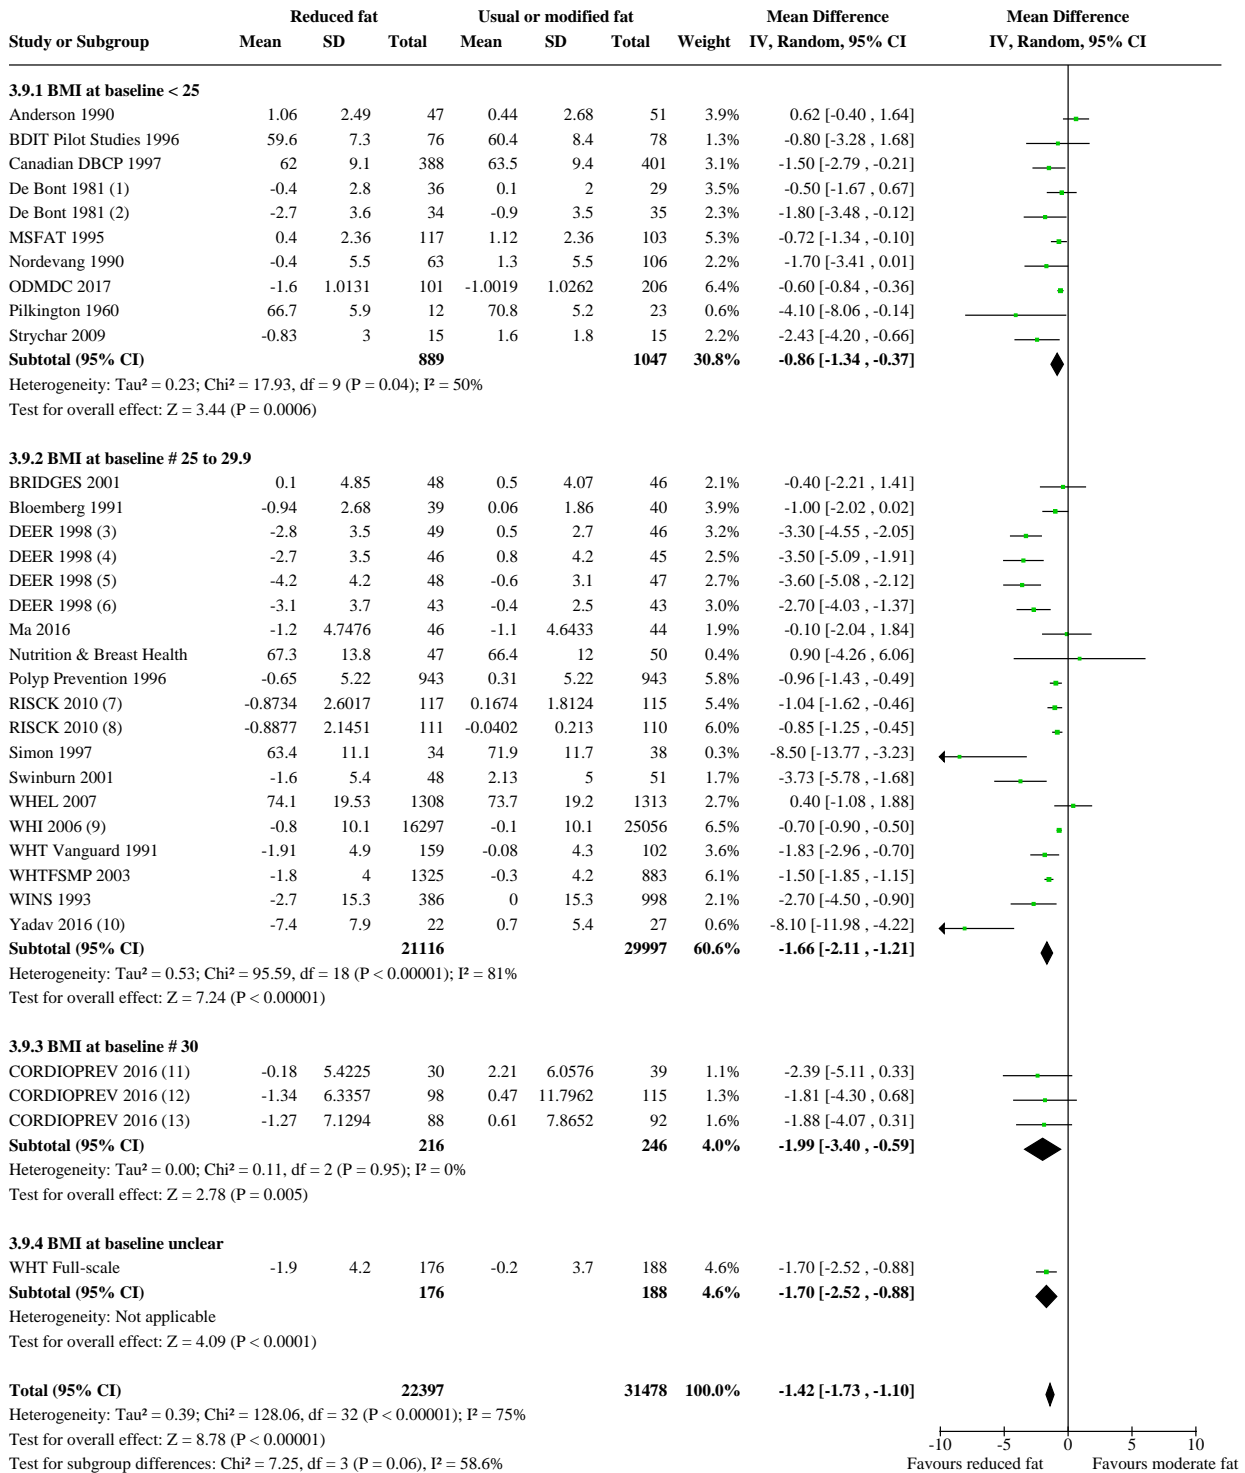 Reduced fat Usual or modified fat Mean Difference Mean Difference
Study or Subgroup Mean SD Total Mean SD Total Weight IV, Random, 95% CI IV, Random, 95% CI
3.9.1 BMI at baseline < 25
Anderson 1990 1.06 2.49 47 0.44 2.68 51 3.9% 0.62 [-0.40 , 1.64]
BDIT Pilot Studies 1996 59.6 7.3 76 60.4 8.4 78 1.3% -0.80 [-3.28 , 1.68]
Canadian DBCP 1997 62 9.1 388 63.5 9.4 401 3.1% -1.50 [-2.79 , -0.21]
De Bont 1981 (1) -0.4 2.8 36 0.1 2 29 3.5% -0.50 [-1.67 , 0.67]
De Bont 1981 (2) -2.7 3.6 34 -0.9 3.5 35 2.3% -1.80 [-3.48 , -0.12]
MSFAT 1995 0.4 2.36 117 1.12 2.36 103 5.3% -0.72 [-1.34 , -0.10]
Nordevang 1990 -0.4 5.5 63 1.3 5.5 106 2.2% -1.70 [-3.41 , 0.01]
ODMDC 2017 -1.6 1.0131 101 -1.0019 1.0262 206 6.4% -0.60 [-0.84 , -0.36]
Pilkington 1960 66.7 5.9 12 70.8 5.2 23 0.6% -4.10 [-8.06 , -0.14]
Strychar 2009 -0.83 3 15 1.6 1.8 15 2.2% -2.43 [-4.20 , -0.66]
Subtotal (95% CI) 889 1047 30.8% -0.86 [-1.34 , -0.37]
Heterogeneity: Tau² = 0.23; Chi² = 17.93, df = 9 (P = 0.04); I² = 50%
Test for overall effect: Z = 3.44 (P = 0.0006)
3.9.2 BMI at baseline # 25 to 29.9
BRIDGES 2001 0.1 4.85 48 0.5 4.07 46 2.1% -0.40 [-2.21 , 1.41]
Bloemberg 1991 -0.94 2.68 39 0.06 1.86 40 5.0% -1.00 [-2.02 , 0.02]
DEER 1998 (3) -2.8 3.5 49 0.5 2.7 46 3.2% -3.30 [-4.55 , -2.05]
DEER 1998 (4) -2.7 3.5 46 0.8 4.2 45 2.5% -3.50 [-5.09 , -1.91]
DEER 1998 (5) -4.2 4.2 48 -0.6 3.1 47 2.7% -3.60 [-5.08 , -2.12]
DEER 1998 (6) -3.1 3.7 43 -0.4 2.5 43 3.0% -2.70 [-4.03 , -1.37]
Ma 2016 -1.2 4.7476 46 -1.1 4.6433 44 1.9% -0.10 [-2.04 , 1.84]
Nutrition & Breast Health 67.3 13.8 47 66.4 12 50 0.4% 0.90 [-4.26 , 6.06]
Polyp Prevention 1996 -0.65 5.22 943 0.31 5.22 943 5.8% -0.96 [-1.43 , -0.49]
RISCK 2010 (7) -0.8734 2.6017 117 0.1674 1.8124 115 5.4% -1.04 [-1.62 , -0.46]
RISCK 2010 (8) -0.8877 2.1451 111 -0.0402 0.213 110 6.0% -0.85 [-1.25 , -0.45]
Simon 1997 63.4 11.1 34 71.9 11.7 38 0.3% -8.50 [-13.77 , -3.23]
Swinburn 2001 -1.6 5.4 48 2.13 5 51 1.7% -3.73 [-5.78 , -1.68]
WHEL 2007 74.1 19.53 1308 73.7 19.2 1313 2.7% 0.40 [-1.08 , 1.88]
WHI 2006 (9) -0.8 10.1 16297 -0.1 10.1 25056 6.5% -0.70 [-0.90 , -0.50]
WHT Vanguard 1991 -1.91 4.9 159 -0.08 4.3 102 3.6% -1.83 [-2.96 , -0.70]
WHTFSMP 2003 -1.8 4 1325 -0.3 4.2 883 6.1% -1.50 [-1.85 , -1.15]
WINS 1993 -2.7 15.3 386 0 15.3 998 2.1% -2.70 [-4.50 , -0.90]
Yadav 2016 (10) -7.4 7.9 22 0.7 5.4 27 0.6% -8.10 [-11.98 , -4.22]
Subtotal (95% CI) 21116 29997 60.6% -1.66 [-2.11 , -1.21]
Heterogeneity: Tau² = 0.53; Chi² = 95.59, df = 18 (P < 0.00001); I² = 81%
Test for overall effect: Z = 7.24 (P < 0.00001)
3.9.3 BMI at baseline # 30
CORDIOPREV 2016 (11) -0.18 5.4225 30 2.21 6.0576 39 1.1% -2.39 [-5.11 , 0.33]
CORDIOPREV 2016 (12) -1.34 6.3357 98 0.47 11.7962 115 1.3% -1.81 [-4.30 , 0.68]
CORDIOPREV 2016 (13) -1.27 7.1294 88 0.61 7.8652 92 1.6% -1.88 [-4.07 , 0.31]
Subtotal (95% CI) 216 246 4.0% -1.99 [-3.40 , -0.59]
Heterogeneity: Tau² = 0.00; Chi² = 0.11, df = 2 (P = 0.95); I² = 0%
Test for overall effect: Z = 2.78 (P = 0.005)
3.9.4 BMI at baseline unclear
WHT Full-scale -1.9 4.2 176 -0.2 3.7 188 4.6% -1.70 [-2.52 , -0.88]
Subtotal (95% CI) 176 188 4.6% -1.70 [-2.52 , -0.88]
Heterogeneity: Not applicable
Test for overall effect: Z = 4.09 (P < 0.0001)
Total (95% CI) 22397 31478 100.0% -1.42 [-1.73 , -1.10]
Heterogeneity: Tau² = 0.39; Chi² = 128.06, df = 32 (P < 0.00001); I² = 75%
Test for overall effect: Z = 8.78 (P < 0.00001)
-10 -5 0 5 10
Test for subgroup differences: Chi² = 7.25, df = 3 (P = 0.06), I² = 58.6%
Favours reduced fat Favours moderate fat